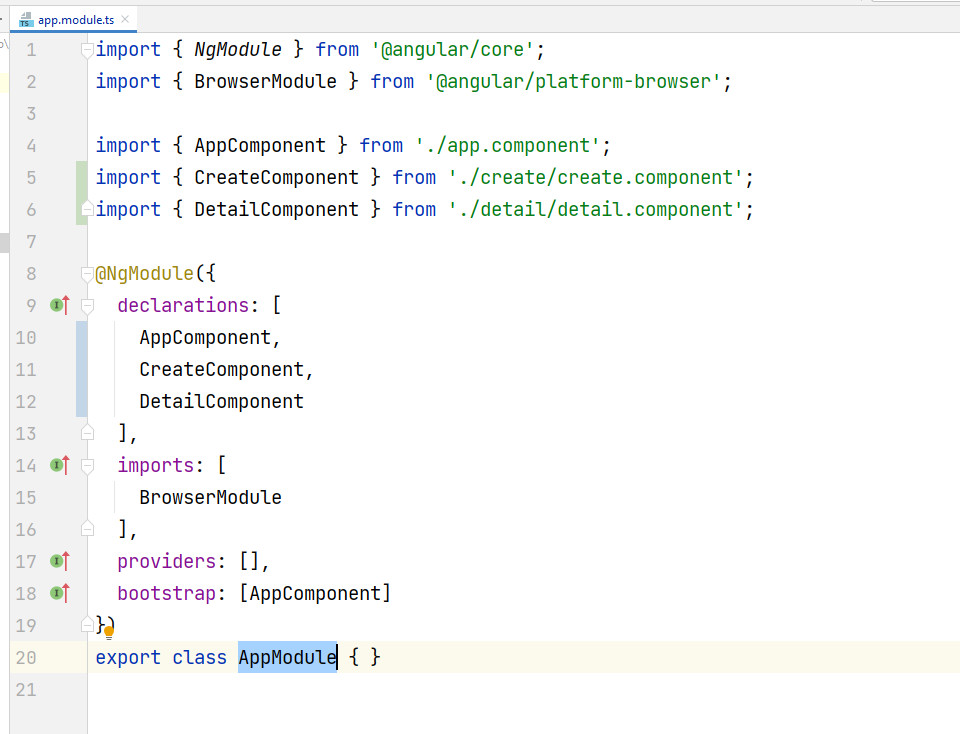 app.module.ts
1 import { NgModule } from '@angular/core';
2 import { BrowserModule } from '@angular/platform-browser';
3
4 import { AppComponent } from './app.component';
5 import { CreateComponent } from './create/create.component';
6 import { DetailComponent } from './detail/detail.component';
7
8 @NgModule({
9 declarations: [
10 AppComponent,
11 CreateComponent,
12 DetailComponent
13 ],
14 imports: [
15 BrowserModule
16 ],
17 providers: [],
18 bootstrap: [AppComponent]
19 })
20 export class AppModule { }
21